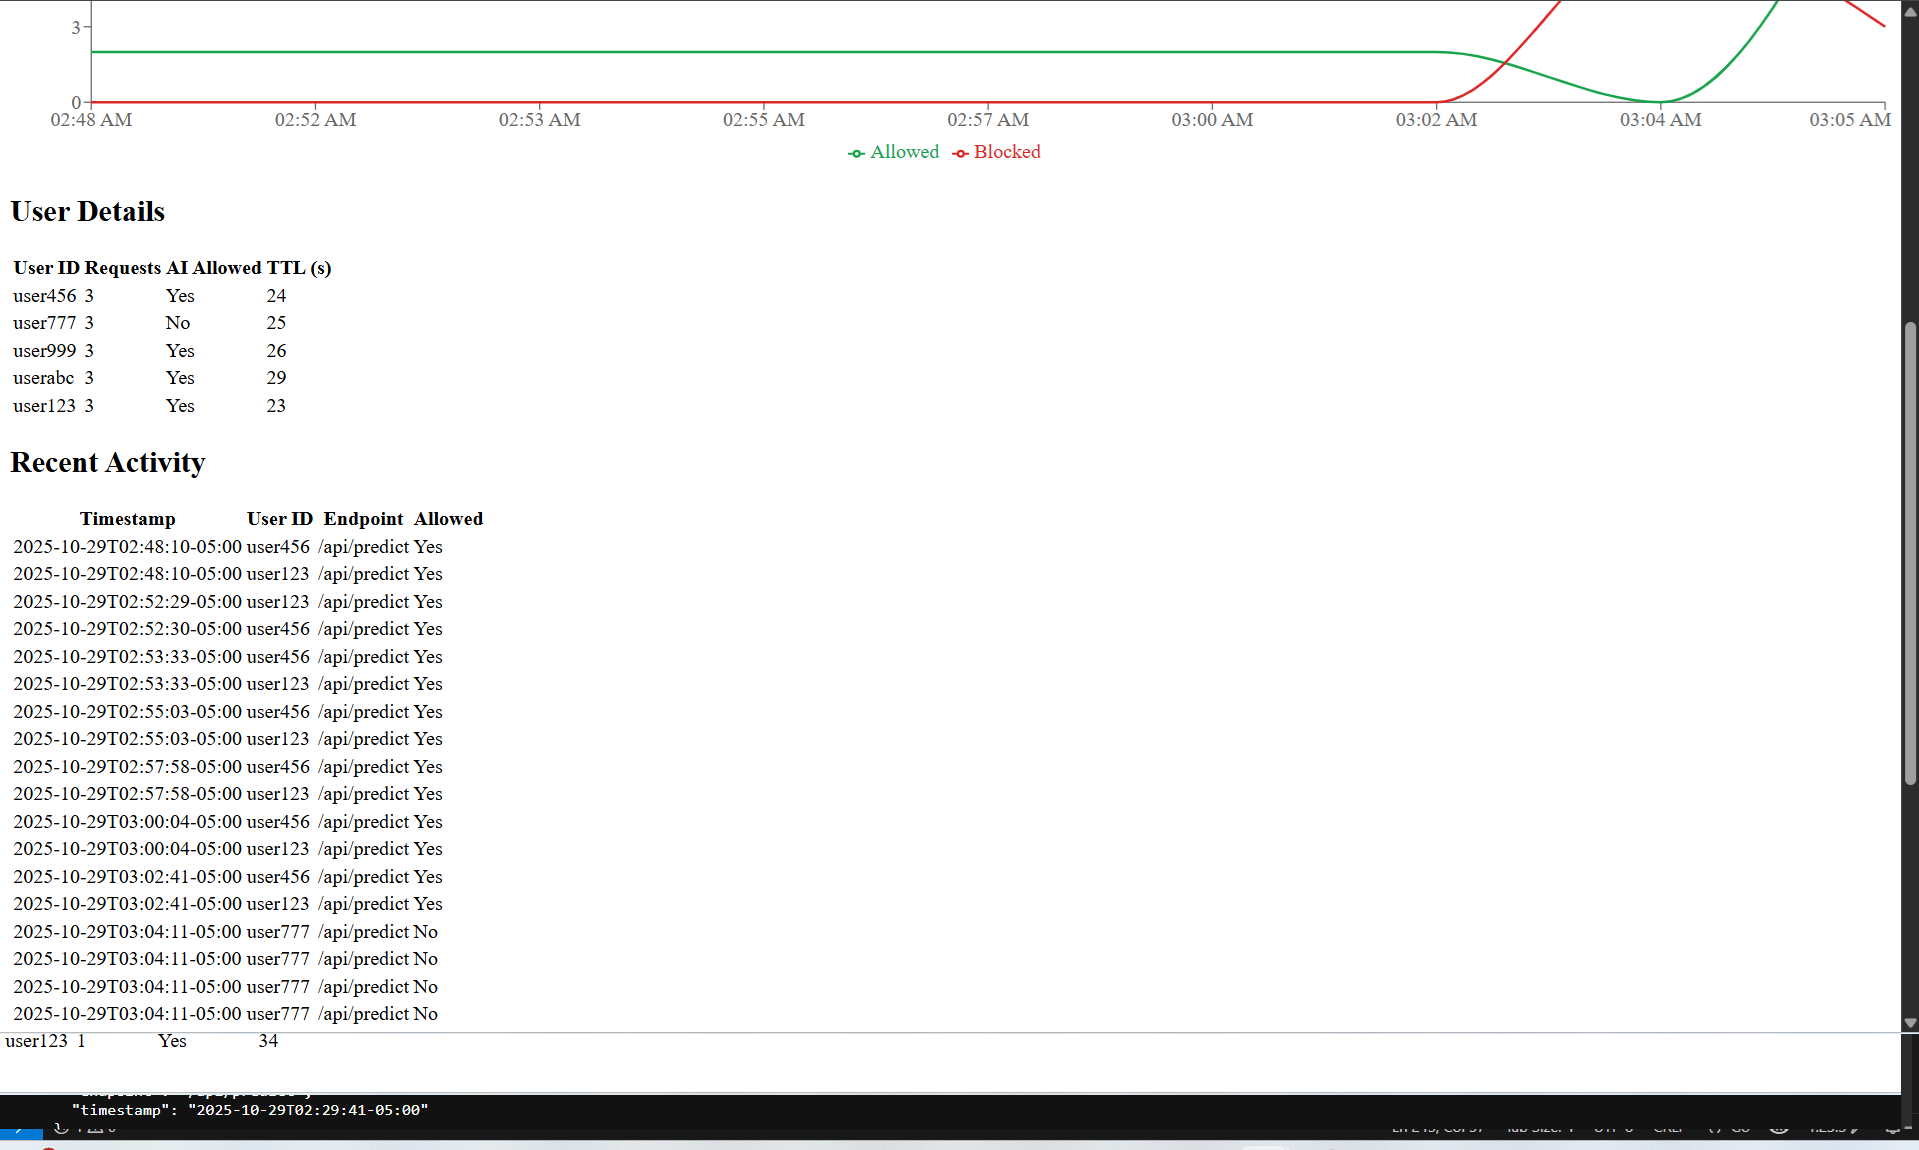 3
0
02:48 AM 02:52 AM 02:53 AM 02:55 AM 02:57 AM 03:00 AM 03:02 AM 03:04 AM 03:05 AM
Allowed Blocked
User Details
User ID Requests AI Allowed TTL (s)
user456 3 Yes 24
user777 3 No 25
user999 3 Yes 26
userabc 3 Yes 29
user123 3 Yes 23
Recent Activity
Timestamp User ID Endpoint Allowed
2025-10-29T02:48:10-05:00 user456 /api/predict Yes
2025-10-29T02:48:10-05:00 user123 /api/predict Yes
2025-10-29T02:52:29-05:00 user123 /api/predict Yes
2025-10-29T02:52:30-05:00 user456 /api/predict Yes
2025-10-29T02:53:33-05:00 user456 /api/predict Yes
2025-10-29T02:53:33-05:00 user123 /api/predict Yes
2025-10-29T02:55:03-05:00 user456 /api/predict Yes
2025-10-29T02:55:03-05:00 user123 /api/predict Yes
2025-10-29T02:57:58-05:00 user456 /api/predict Yes
2025-10-29T02:57:58-05:00 user123 /api/predict Yes
2025-10-29T03:00:04-05:00 user456 /api/predict Yes
2025-10-29T03:00:04-05:00 user123 /api/predict Yes
2025-10-29T03:02:41-05:00 user456 /api/predict Yes
2025-10-29T03:02:41-05:00 user123 /api/predict Yes
2025-10-29T03:04:11-05:00 user777 /api/predict No
2025-10-29T03:04:11-05:00 user777 /api/predict No
2025-10-29T03:04:11-05:00 user777 /api/predict No
2025-10-29T03:04:11-05:00 user777 /api/predict No
user123 1 Yes 34
"timestamp": "2025-10-29T02:29:41-05:00"